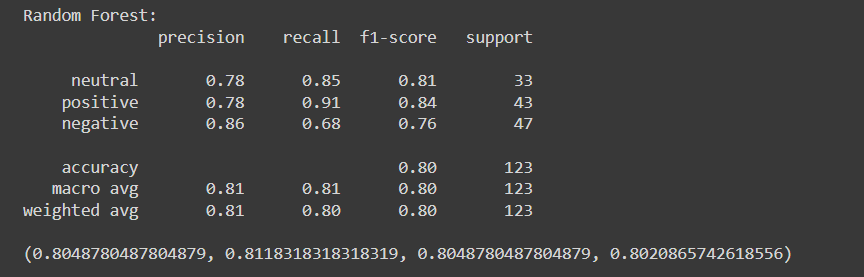 Random Forest:
precision recall f1-score support
neutral 0.78 0.85 0.81 33
positive 0.78 0.91 0.84 43
negative 0.86 0.68 0.76 47
accuracy 0.80 123
macro avg 0.81 0.81 0.80 123
weighted avg 0.81 0.80 0.80 123
(0.8048780487804879, 0.8118318318318319, 0.8048780487804879, 0.8020865742618556)